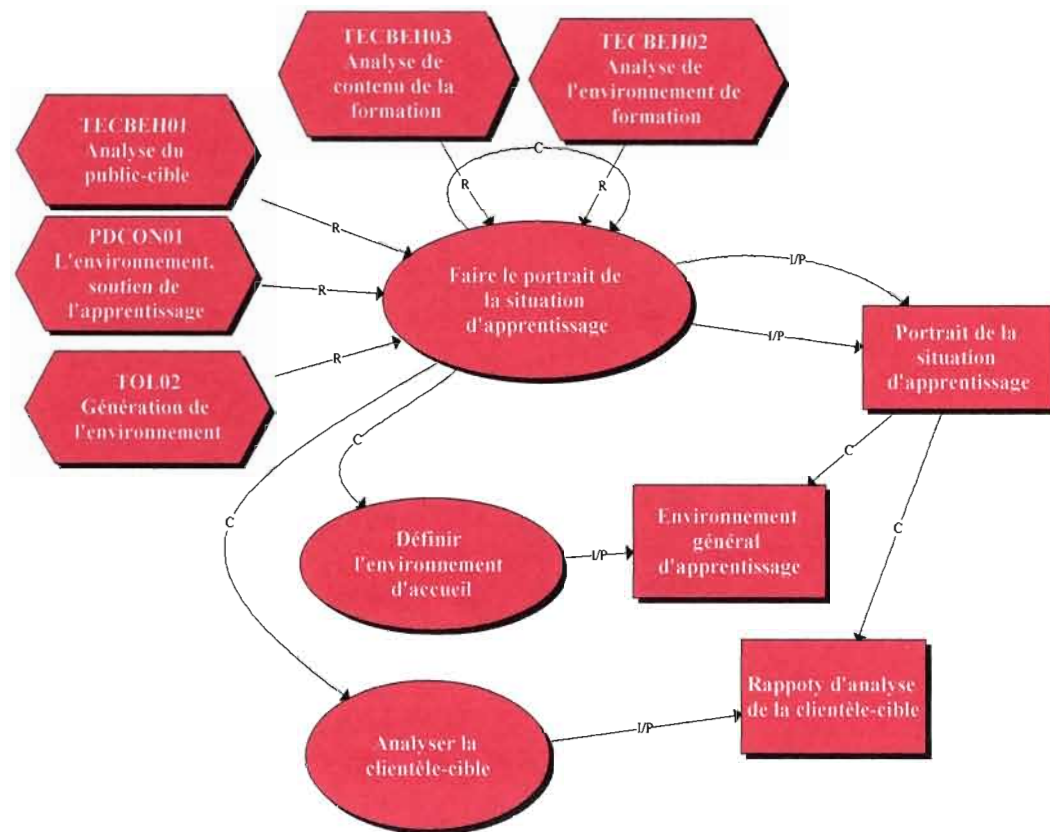 TECBEH03
Analyse de
contenu de la
formation
TECBEH02
Analyse de
l'environnement de
formation
TECBEH01
Analyse du
public-cible
C
R
R
R
PDCON01
L'environnement,
soutien de
l'apprentissage
R
Faire le portrait de
la situation
d'apprentissage
I/P
I/P
Portrait de la
situation
d'apprentissage
R
TOL02
Génération de
l'environnement
C
C
C
C
Définir
l'environnement
d'accueil
I/P
Environnement
général
d'apprentissage
Analyser la
clientèle-cible
I/P
Rappoty d'analyse
de la clientèle-cible